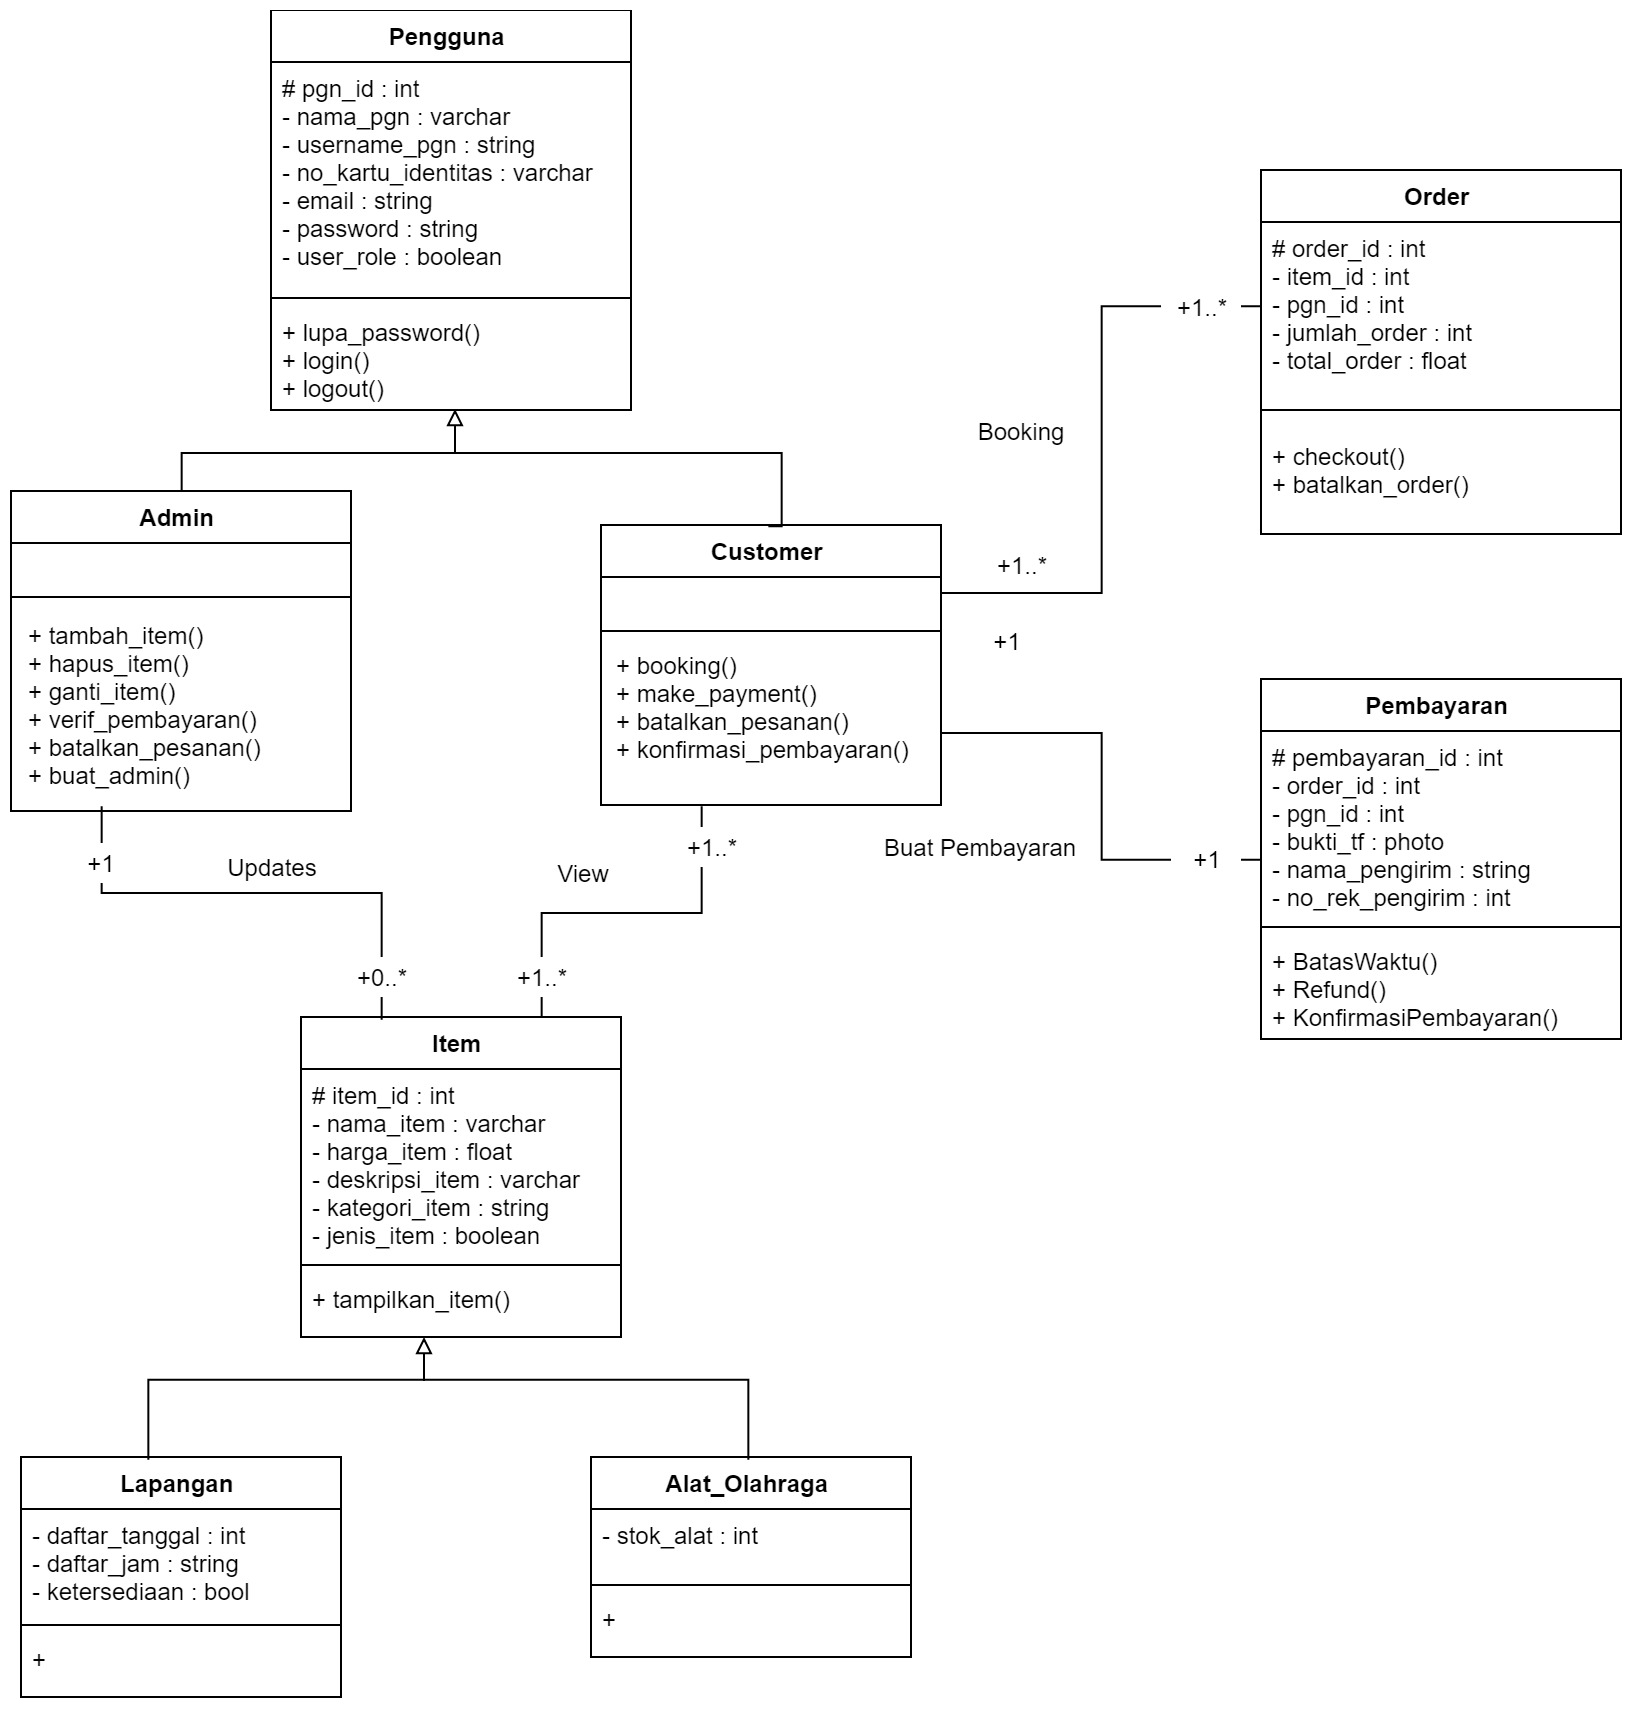 Pengguna
# pgn_id : int
- nama_pgn : varchar
- username_pgn : string
- no_kartu_identitas : varchar
- email : string
- password : string
- user_role : boolean
+ lupa_password()
+ login()
+ logout()
Order
# order_id : int
- item_id : int
- pgn_id : int
- jumlah_order : int
- total_order : float
+ checkout()
+ batalkan_order()
+1..*
Booking
+1..*
Admin
+ tambah_item()
+ hapus_item()
+ ganti_item()
+ verif_pembayaran()
+ batalkan_pesanan()
+ buat_admin()
Customer
+ booking()
+ make_payment()
+ batalkan_pesanan()
+ konfirmasi_pembayaran()
+1
Buat Pembayaran
+1
Pembayaran
# pembayaran_id : int
- order_id : int
- pgn_id : int
- bukti_tf : photo
- nama_pengirim : string
- no_rek_pengirim : int
+ BatasWaktu()
+ Refund()
+ KonfirmasiPembayaran()
+1
Updates
+0..*
+1..*
View
+1..*
Item
# item_id : int
- nama_item : varchar
- harga_item : float
- deskripsi_item : varchar
- kategori_item : string
- jenis_item : boolean
+ tampilkan_item()
Lapangan
- daftar_tanggal : int
- daftar_jam : string
- ketersediaan : bool
+
Alat_Olahraga
- stok_alat : int
+